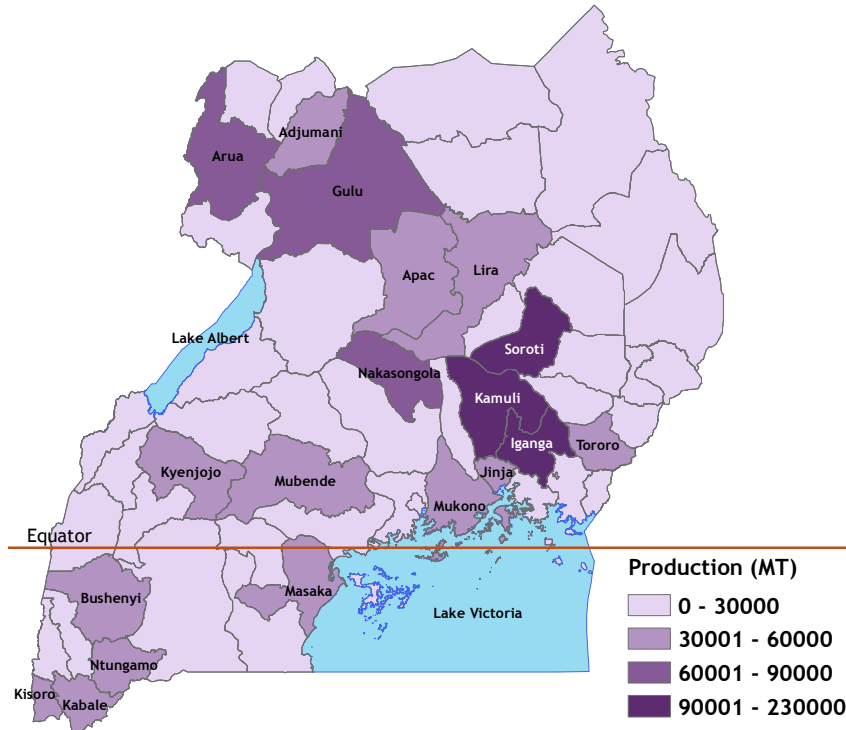 Adjumani
Arua
Gulu
Apac
Lira
Lake Albert
Soroti
Nakasongola
Kamuli
Iganga
Tororo
Kyenjojo
Jinja
Mubende
Mukono
Equator
Production (MT)
Masaka
Bushenyi
0 - 30000
Lake Victoria
30001 - 60000
Ntungamo
60001 - 90000
Kisoro
Kabale
90001 - 230000